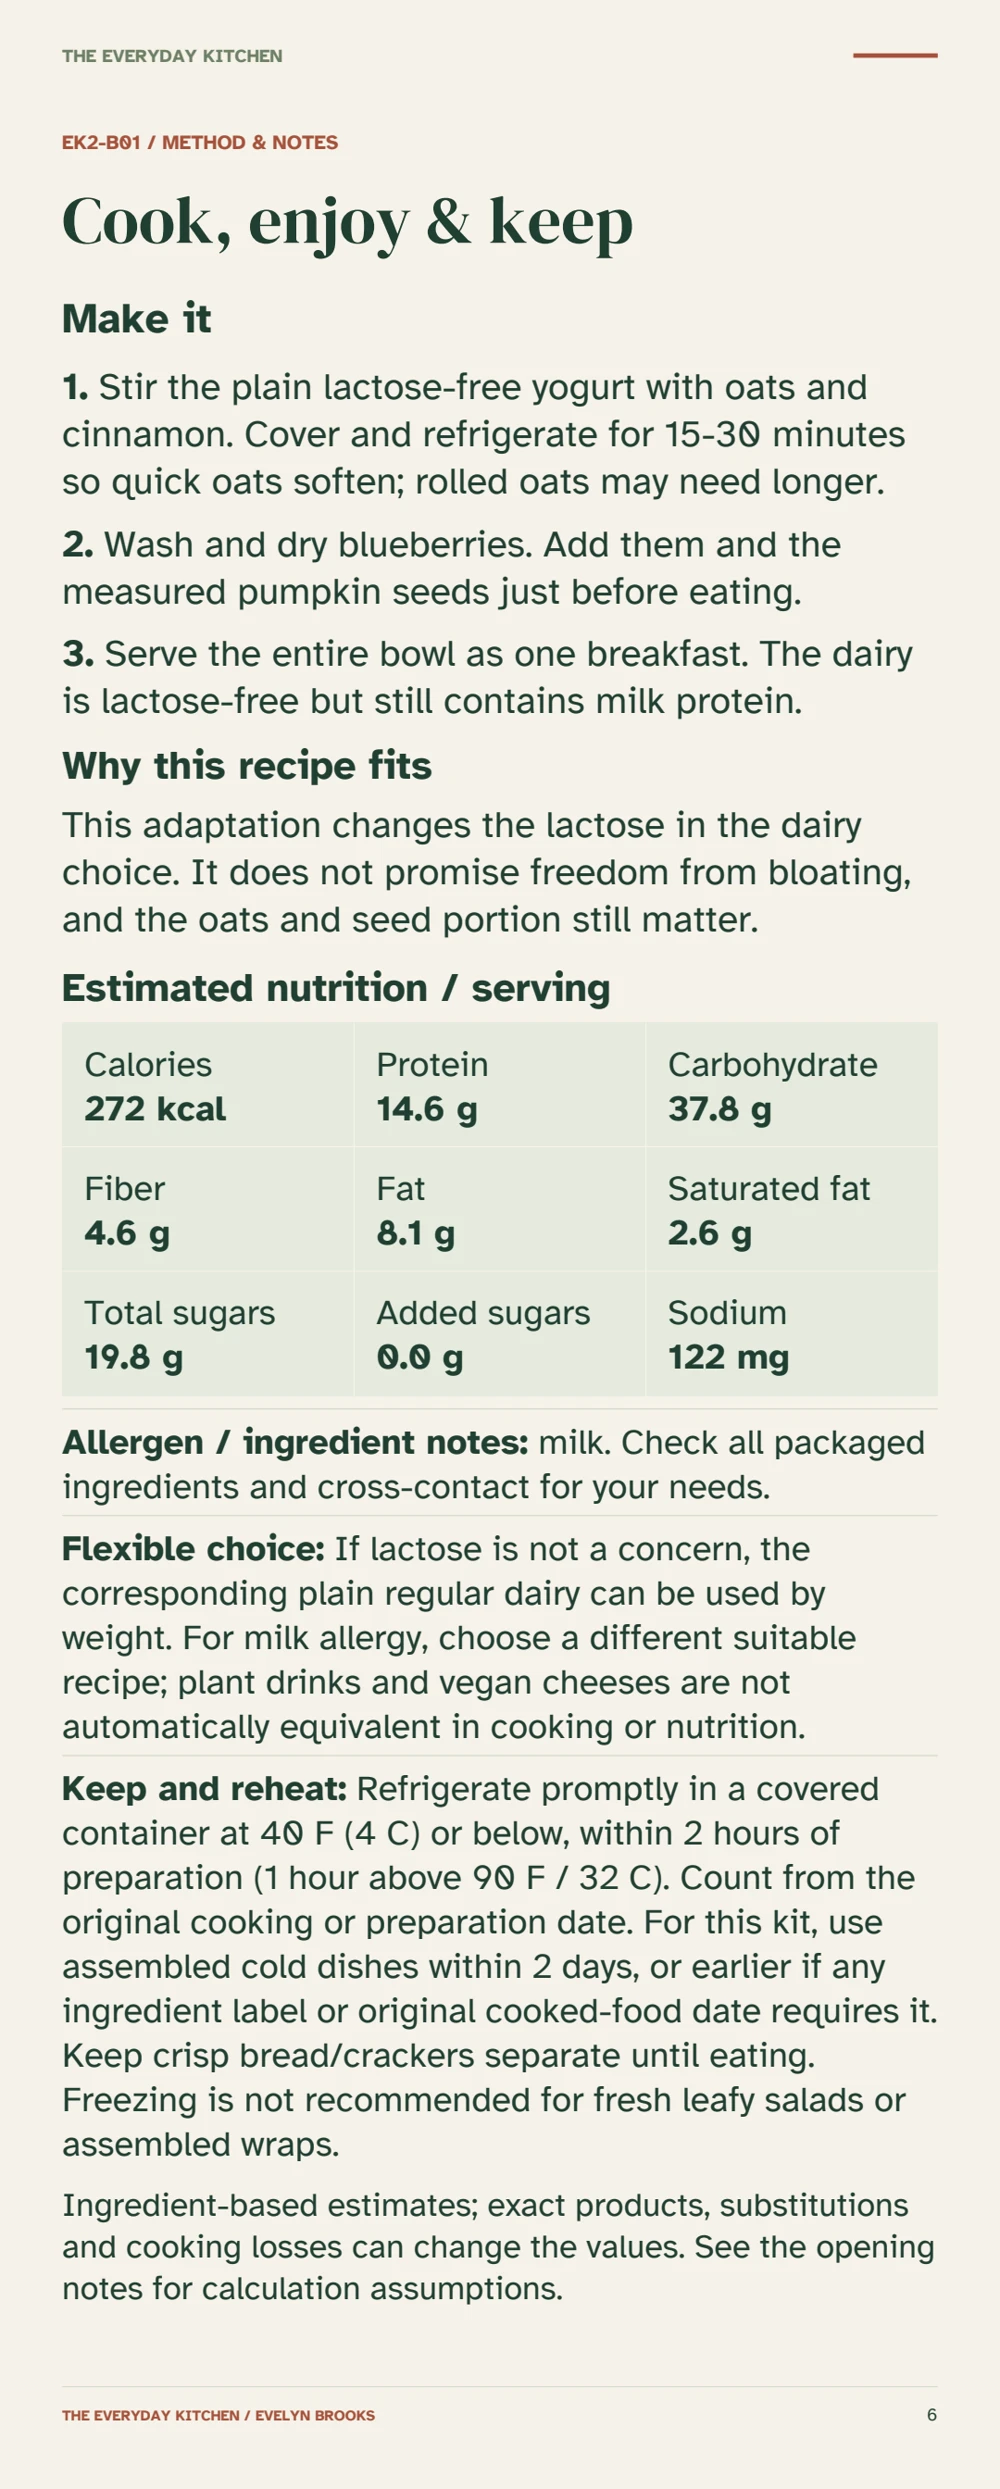 THE EVERYDAY KITCHEN
EK2-B01 / METHOD & NOTES
Cook, enjoy & keep
Make it
1. Stir the plain lactose-free yogurt with oats and
cinnamon. Cover and refrigerate for 15-30 minutes
so quick oats soften; rolled oats may need longer.
2. Wash and dry blueberries. Add them and the
measured pumpkin seeds just before eating.
3. Serve the entire bowl as one breakfast. The dairy
is lactose-free but still contains milk protein.
Why this recipe fits
This adaptation changes the lactose in the dairy
choice. It does not promise freedom from bloating,
and the oats and seed portion still matter.
Estimated nutrition / serving
Calories Protein Carbohydrate
272 kcal 14.6 g 37.8 g
Fiber Fat Saturated fat
4.6 g 8.1 g 2.6 g
Total sugars Added sugars Sodium
19.8 g 0.0 g 122 mg
Allergen / ingredient notes: milk. Check all packaged
ingredients and cross-contact for your needs.
Flexible choice: If lactose is not a concern, the
corresponding plain regular dairy can be used by
weight. For milk allergy, choose a different suitable
recipe; plant drinks and vegan cheeses are not
automatically equivalent in cooking or nutrition.
Keep and reheat: Refrigerate promptly in a covered
container at 40 F (4 C) or below, within 2 hours of
preparation (1 hour above 90 F / 32 C). Count from the
original cooking or preparation date. For this kit, use
assembled cold dishes within 2 days, or earlier if any
ingredient label or original cooked-food date requires it.
Keep crisp bread/crackers separate until eating.
Freezing is not recommended for fresh leafy salads or
assembled wraps.
Ingredient-based estimates; exact products, substitutions
and cooking losses can change the values. See the opening
notes for calculation assumptions.
THE EVERYDAY KITCHEN / EVELYN BROOKS 6